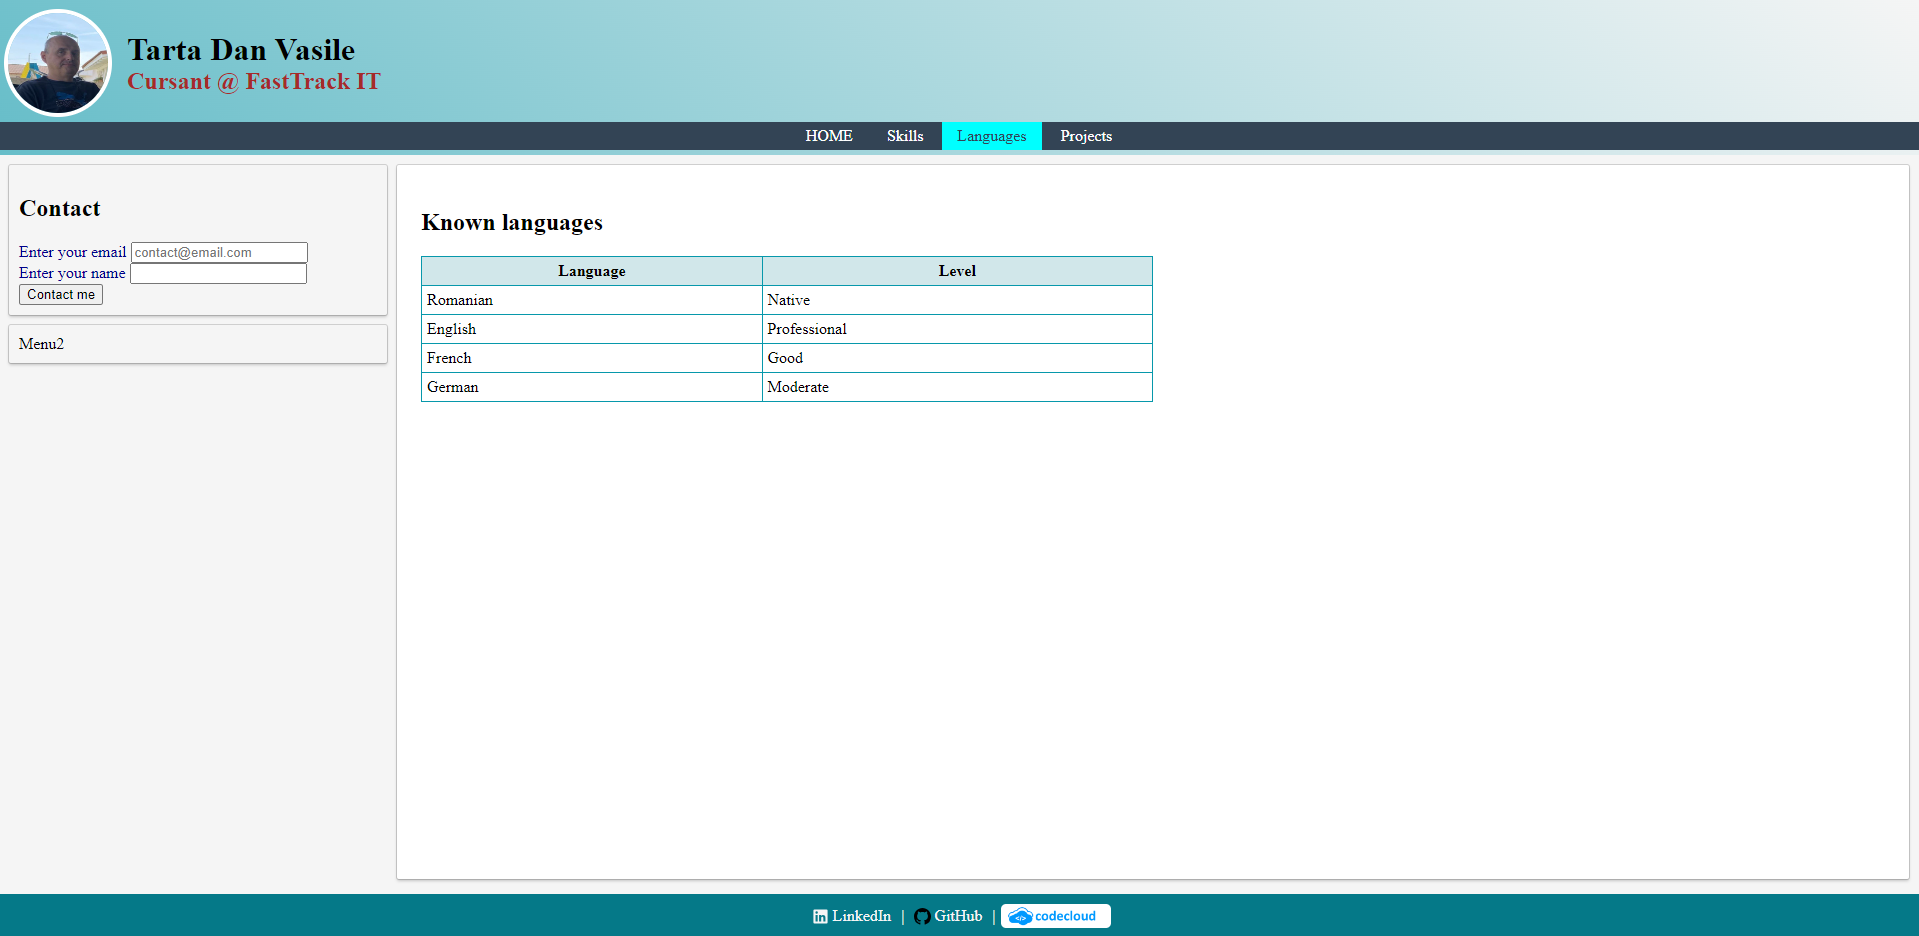 Tarta Dan Vasile
Cursant @ FastTrack IT
HOME Skills Languages Projects
Contact
Enter your email contact@email.com
Enter your name
Contact me
Menu2
Known languages
Language Level
Romanian Native
English Professional
French Good
German Moderate
LinkedIn | GitHub | codecloud